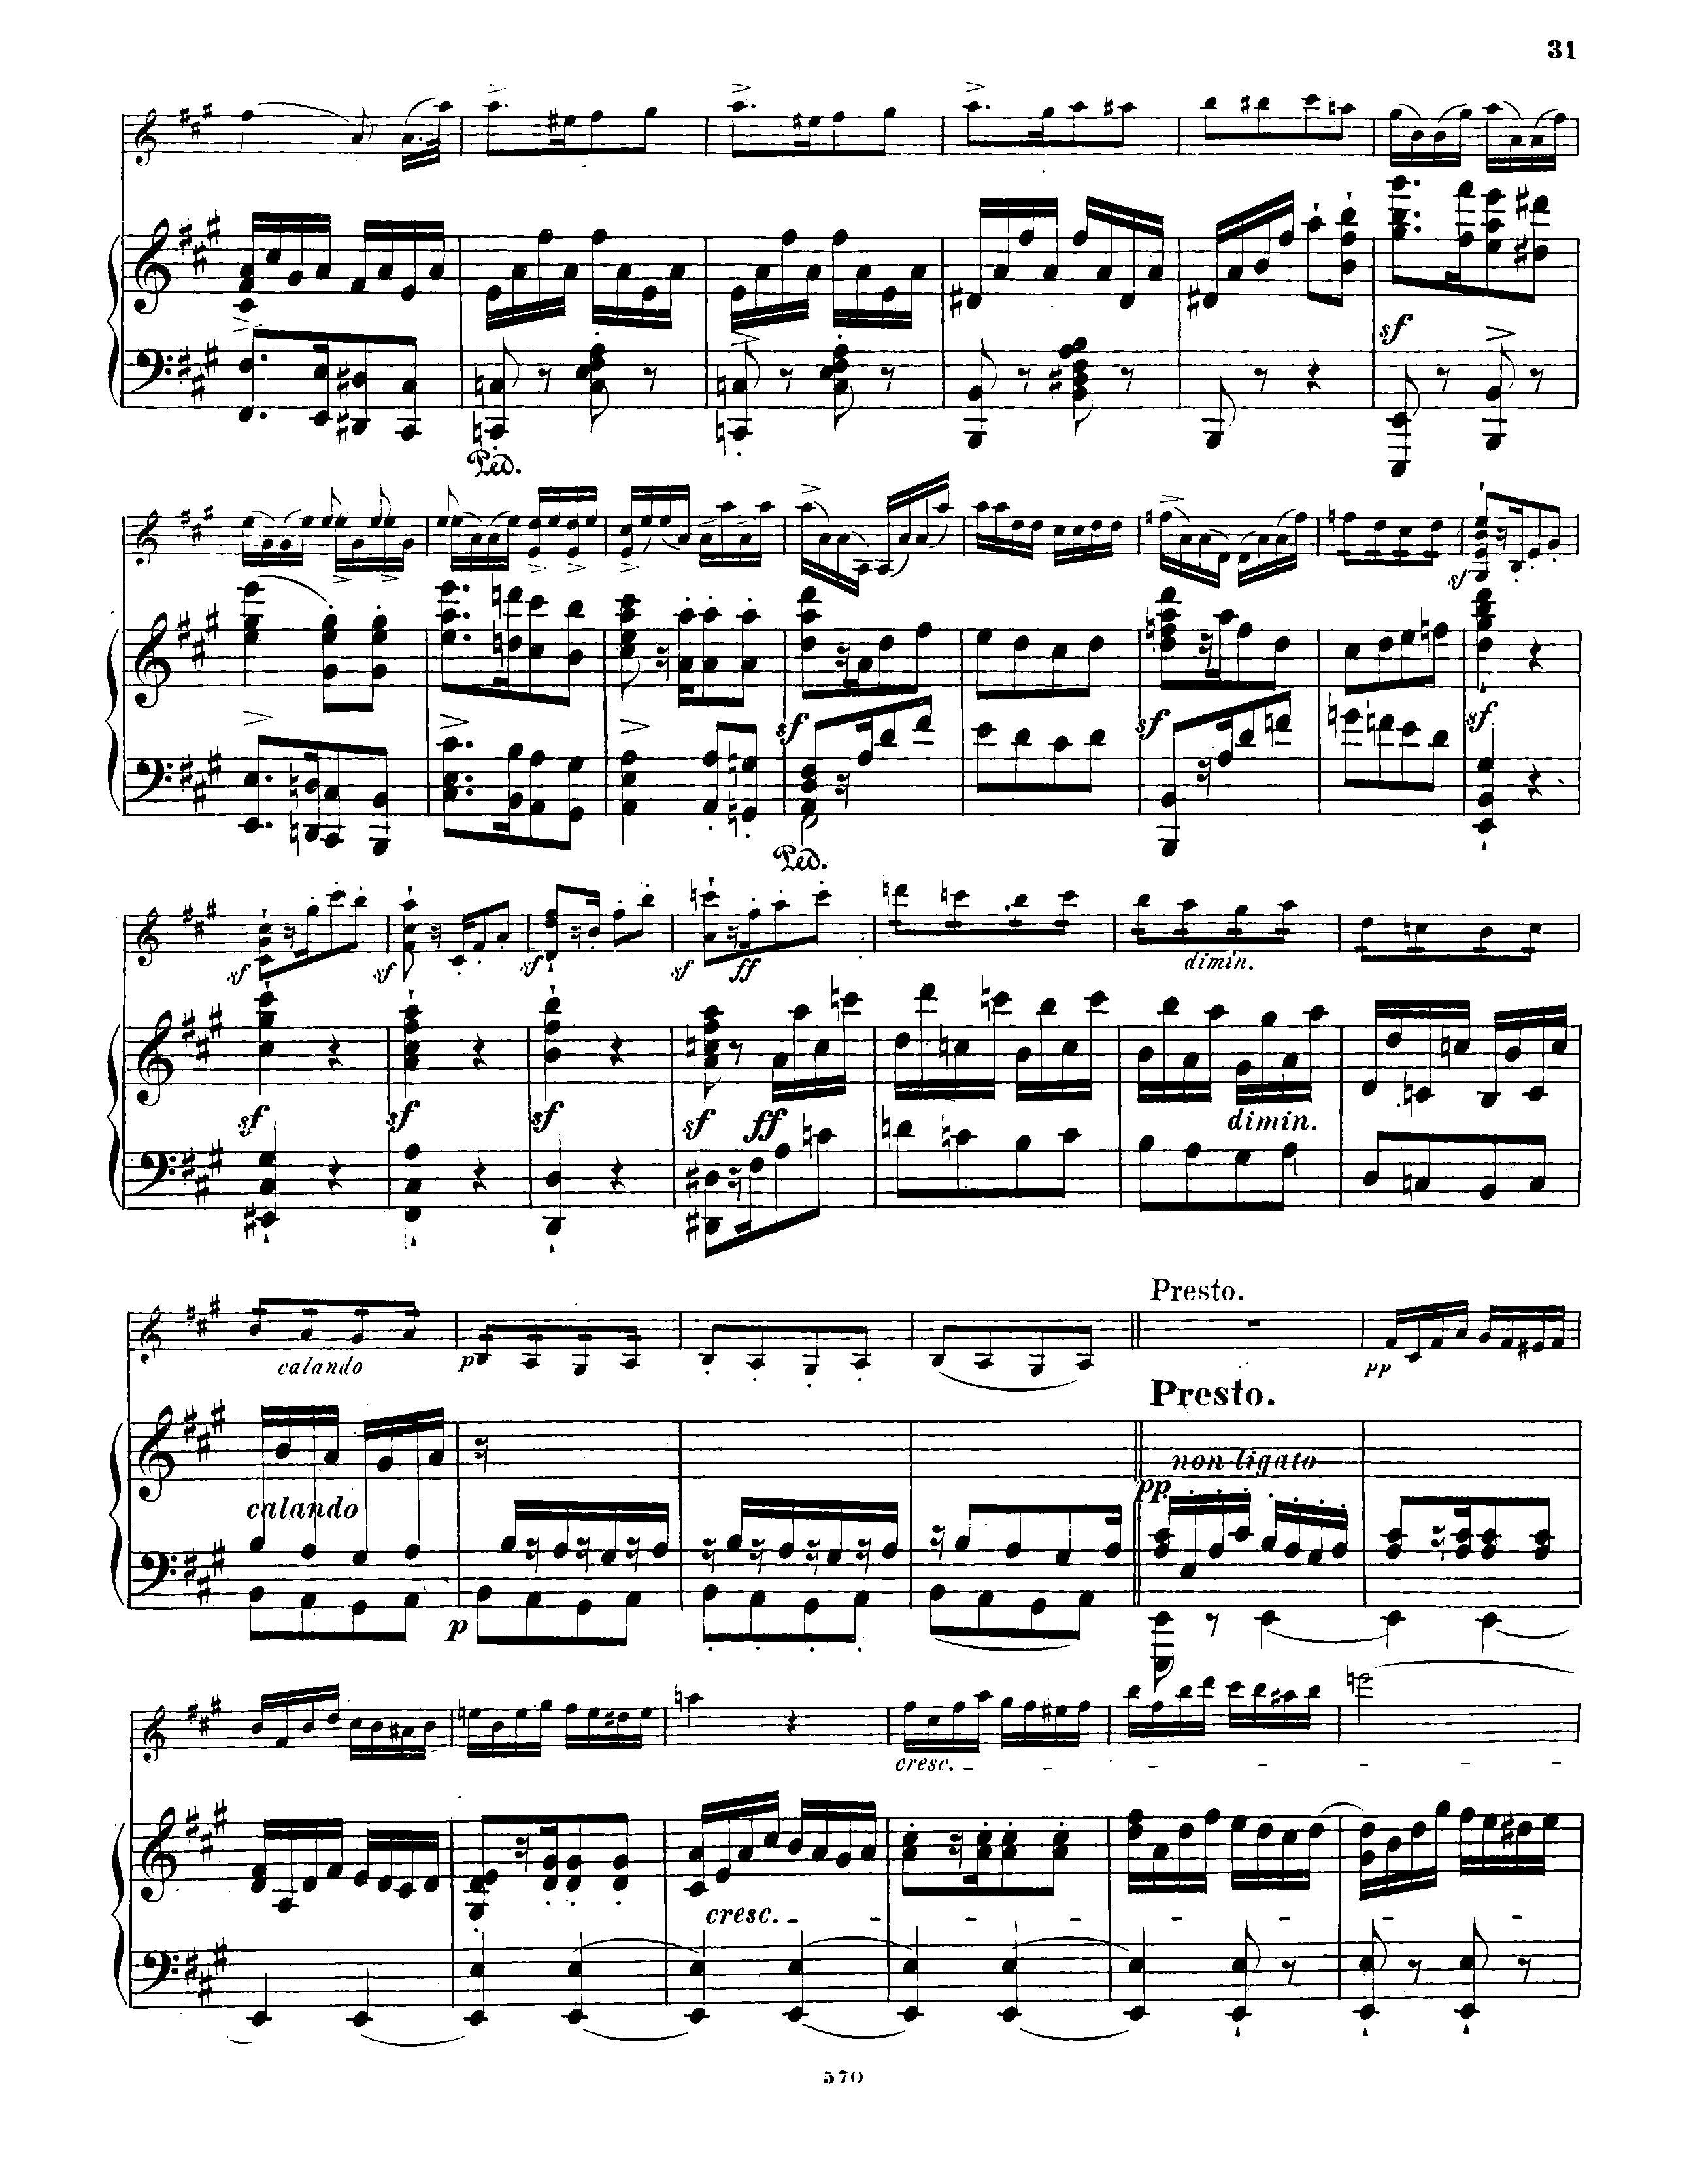 31
Ped.
sf
sf
sf
sf
sf
Ped.
sf
sf
sf
sf
ff
dimin.
sf
sf
sf
sf
ff
dimin.
Presto.
calando
p
pp
Presto.
non ligato
pp
calando
p
cresc.
cresc.
570